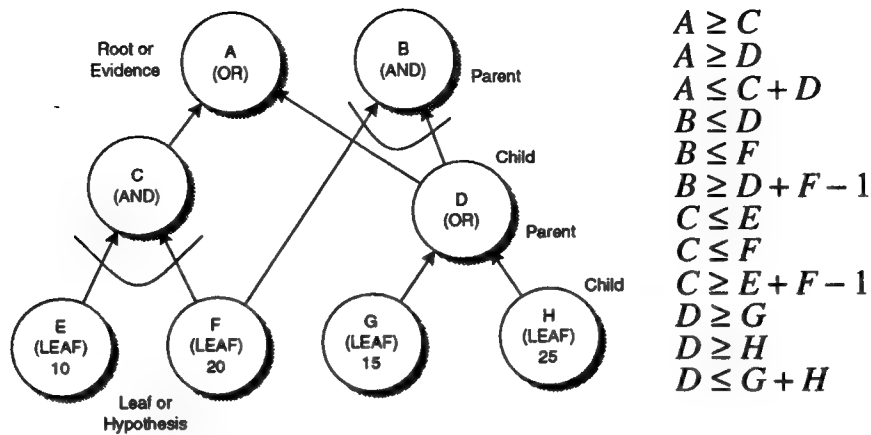 Root or
Evidence
A
(OR)
B
(AND)
Parent
C
(AND)
Child
D
(OR)
Parent
Child
E
(LEAF)
10
F
(LEAF)
20
G
(LEAF)
15
H
(LEAF)
25
Leaf or
Hypothesis
A ≥ C
A ≥ D
A ≤ C + D
B ≤ D
B ≤ F
B ≥ D + F − 1
C ≤ E
C ≤ F
C ≥ E + F − 1
D ≥ G
D ≥ H
D ≤ G + H